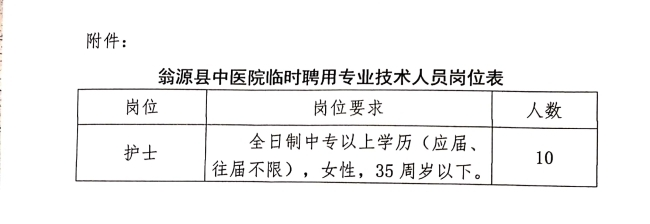 附件：
翁源县中医院临时聘用专业技术人员岗位表
岗位 岗位要求 人数
护士 全日制中专以上学历（应届、
往届不限），女性，35 周岁以下。 10